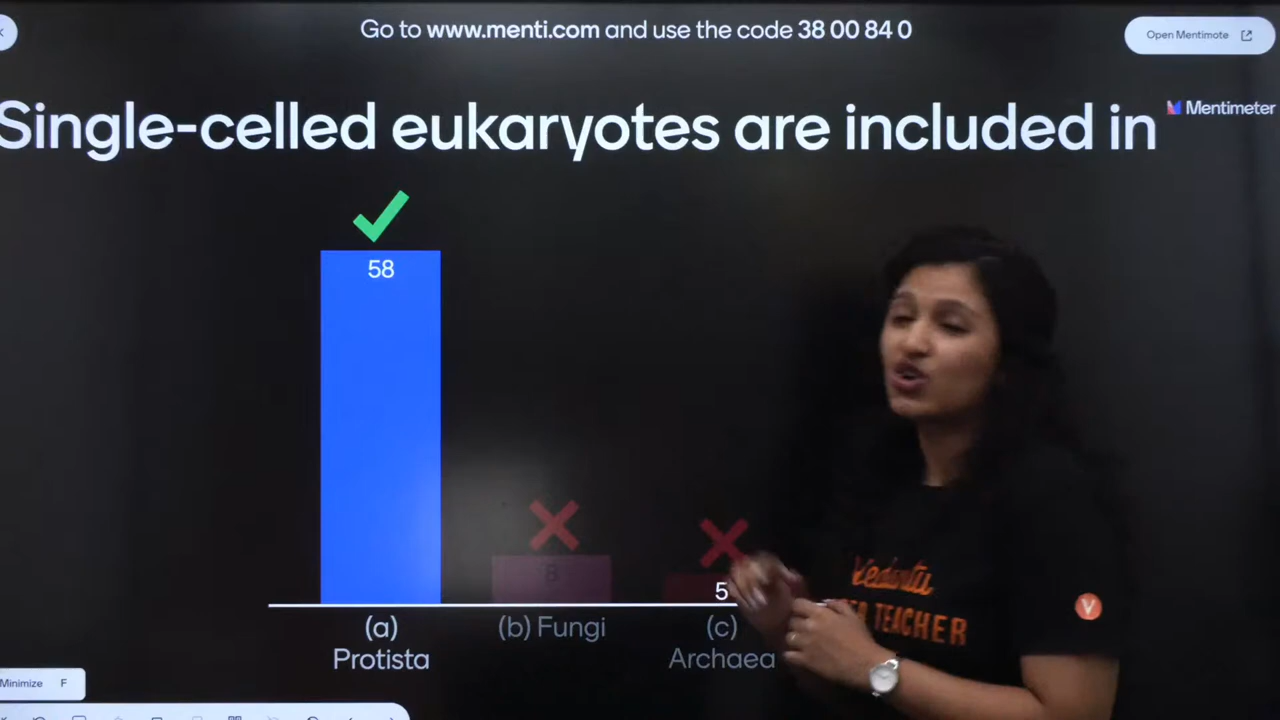 Go to www.menti.com and use the code 38 00 84 0
Open Mentimote
Single-celled eukaryotes are included in
Mentimeter
58
8
5
(a)
Protista
(b) Fungi
(c)
Archaea
Vedantu
TEACHER
V
Minimize F